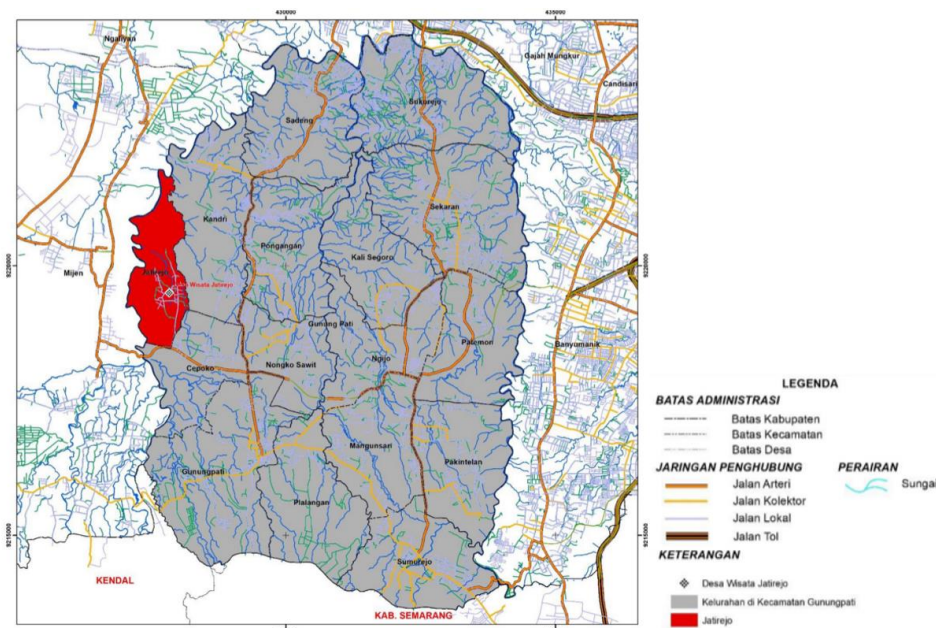 430000
435000
Ngaliyan
Gajah Mungkur
Candisari
Sukorejo
Sadeng
Sekaran
Kandri
Pongangan
Kali Segoro
Mijen
Jatirejo
Wisata Jatirejo
Gunung Pati
Patemon
Banyumanik
Ngijo
Cepoko
Nongko Sawit
Mangunsari
Pakintelan
Gunungpati
Plalangan
9215000
9215000
Sumurejo
KENDAL
KAB. SEMARANG
LEGENDA
BATAS ADMINISTRASI
Batas Kabupaten
Batas Kecamatan
Batas Desa
JARINGAN PENGHUBUNG
Jalan Arteri
Jalan Kolektor
Jalan Lokal
Jalan Tol
PERAIRAN
Sungai
KETERANGAN
Desa Wisata Jatirejo
Kelurahan di Kecamatan Gunungpati
Jatirejo